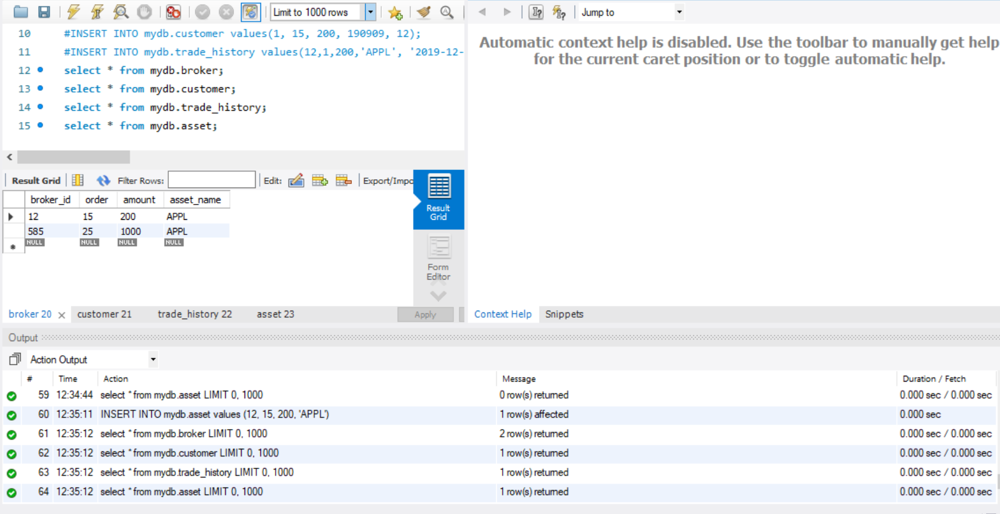 Limit to 1000 rows
Jump to
10 #INSERT INTO mydb.customer values(1, 15, 200, 190909, 12);
11 #INSERT INTO mydb.trade_history values(12,1,200,'APPL', '2019-12-
12 select * from mydb.broker;
13 select * from mydb.customer;
14 select * from mydb.trade_history;
15 select * from mydb.asset;
Automatic context help is disabled. Use the toolbar to manually get help
for the current caret position or to toggle automatic help.
Result Grid Filter Rows: Edit: Export/Impo
broker_id order amount asset_name
12 15 200 APPL
585 25 1000 APPL
NULL NULL NULL NULL
Result
Grid
Form
Editor
broker 20 customer 21 trade_history 22 asset 23 Apply
Context Help Snippets
Output
Action Output
# Time Action Message Duration / Fetch
59 12:34:44 select * from mydb.asset LIMIT 0, 1000 0 row(s) returned 0.000 sec / 0.000 sec
60 12:35:11 INSERT INTO mydb.asset values (12, 15, 200, 'APPL') 1 row(s) affected 0.000 sec
61 12:35:12 select * from mydb.broker LIMIT 0, 1000 2 row(s) returned 0.000 sec / 0.000 sec
62 12:35:12 select * from mydb.customer LIMIT 0, 1000 1 row(s) returned 0.000 sec / 0.000 sec
63 12:35:12 select * from mydb.trade_history LIMIT 0, 1000 1 row(s) returned 0.000 sec / 0.000 sec
64 12:35:12 select * from mydb.asset LIMIT 0, 1000 1 row(s) returned 0.000 sec / 0.000 sec